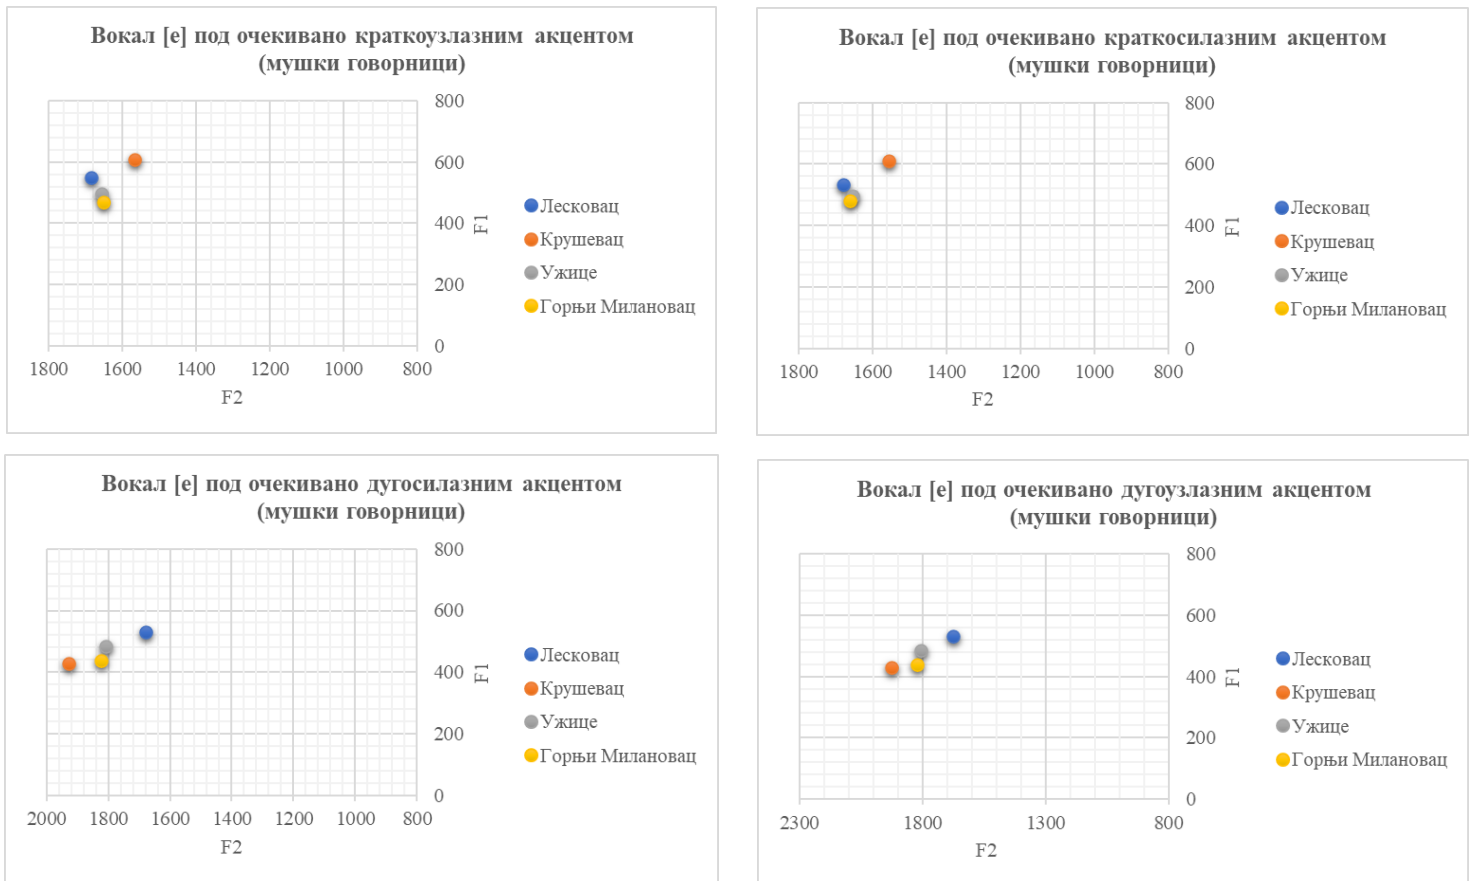 Вокал [е] под очекивано краткоузлазним акцентом
(мушки говорници)
800
600
400
200
0
F1
1800 1600 1400 1200 1000 800
F2
Лесковац
Крушевац
Ужице
Горњи Милановац
Вокал [е] под очекивано краткосилазним акцентом
(мушки говорници)
800
600
400
200
0
F1
1800 1600 1400 1200 1000 800
F2
Лесковац
Крушевац
Ужице
Горњи Милановац
Вокал [е] под очекивано дугосилазним акцентом
(мушки говорници)
800
600
400
200
0
F1
2000 1800 1600 1400 1200 1000 800
F2
Лесковац
Крушевац
Ужице
Горњи Милановац
Вокал [е] под очекивано дугоузлазним акцентом
(мушки говорници)
800
600
400
200
0
F1
2300 1800 1300 800
F2
Лесковац
Крушевац
Ужице
Горњи Милановац